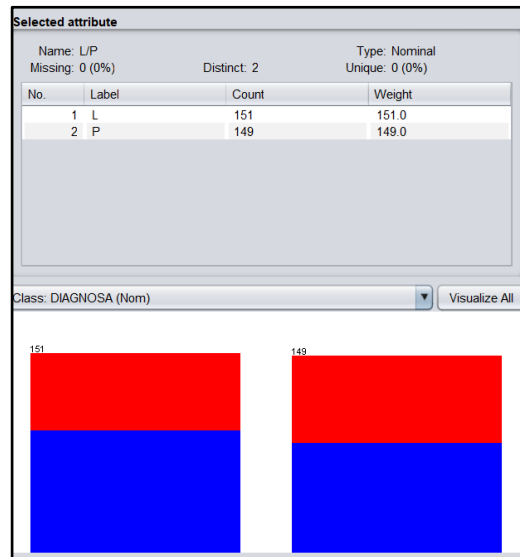 Selected attribute
Name: L/P Type: Nominal
Missing: 0 (0%) Distinct: 2 Unique: 0 (0%)
No. Label Count Weight
1 L 151 151.0
2 P 149 149.0
Class: DIAGNOSA (Nom) Visualize All
151 149